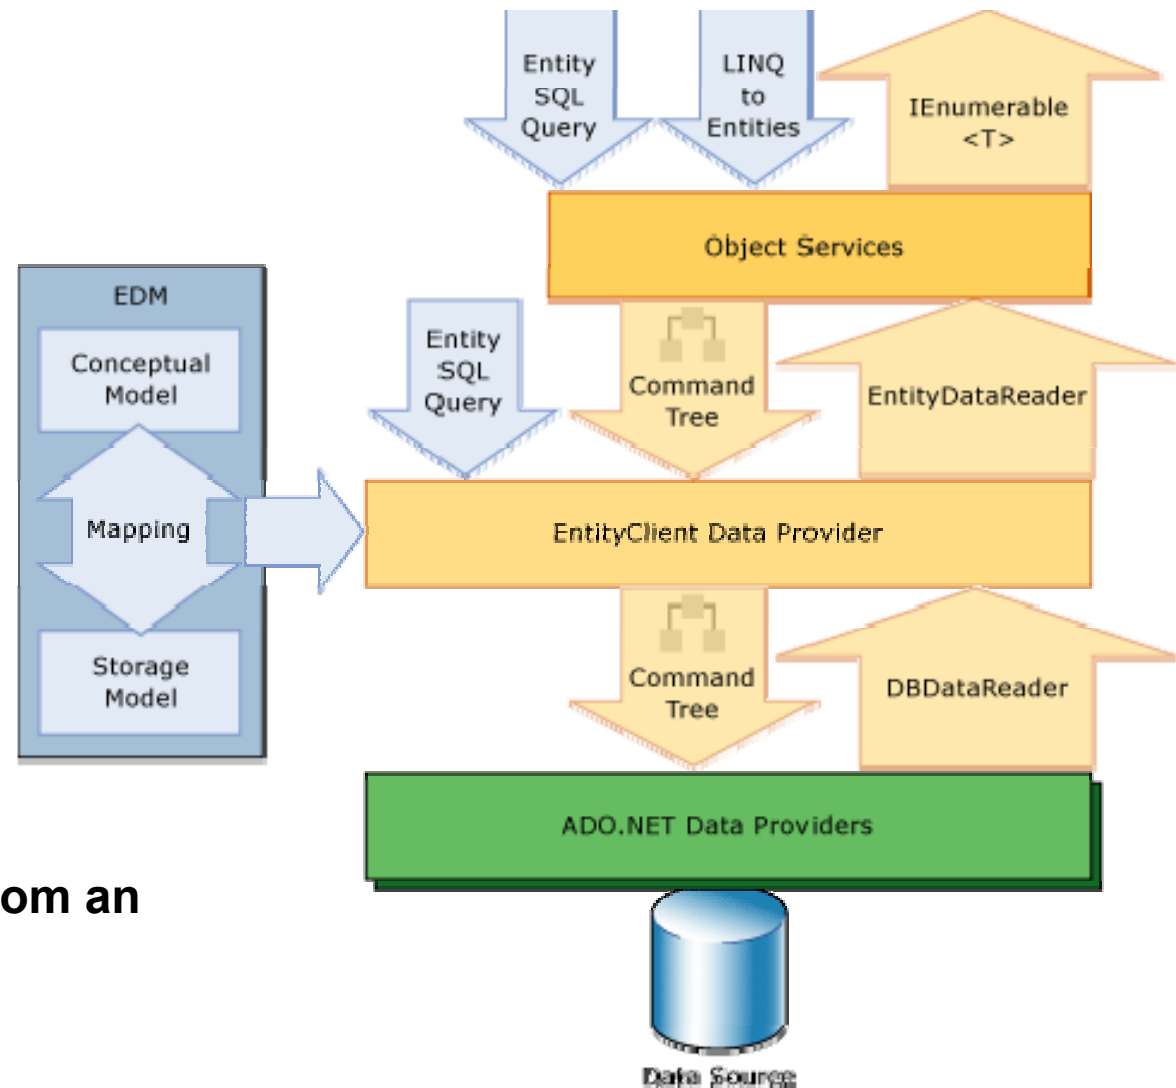 Entity
SQL
Query
LINQ
to
Entities
IEnumerable
<T>
Object Services
EDM
Conceptual
Model
Mapping
Storage
Model
Entity
SQL
Query
Command
Tree
EntityDataReader
EntityClient Data Provider
Command
Tree
DBDataReader
ADO.NET Data Providers
om an
Data Source